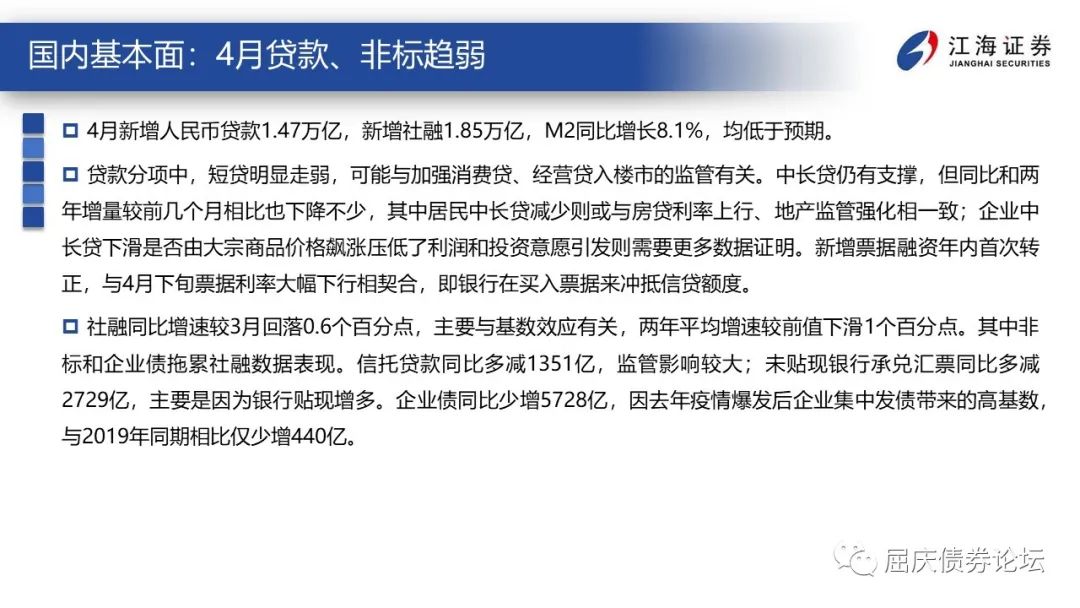 国内基本面：4月贷款、非标趋弱
江海证券
JIANGHAI SECURITIES
4月新增人民币贷款1.47万亿，新增社融1.85万亿，M2同比增长8.1%，均低于预期。
贷款分项中，短贷明显走弱，可能与加强消费贷、经营贷入楼市的监管有关。中长贷仍有支撑，但同比和两
年增量较前几个月相比也下降不少，其中居民中长贷减少则或与房贷利率上行、地产监管强化相一致；企业中
长贷下滑是否由大宗商品价格飙涨压低了利润和投资意愿引发则需要更多数据证明。新增票据融资年内首次转
正，与4月下旬票据利率大幅下行相契合，即银行在买入票据来冲抵信贷额度。
社融同比增速较3月回落0.6个百分点，主要与基数效应有关，两年平均增速较前值下滑1个百分点。其中非
标和企业债拖累社融数据表现。信托贷款同比多减1351亿，监管影响较大；未贴现银行承兑汇票同比多减
2729亿，主要是因为银行贴现增多。企业债同比少增5728亿，因去年疫情爆发后企业集中发债带来的高基数，
与2019年同期相比仅少增440亿。
屈庆债券论坛